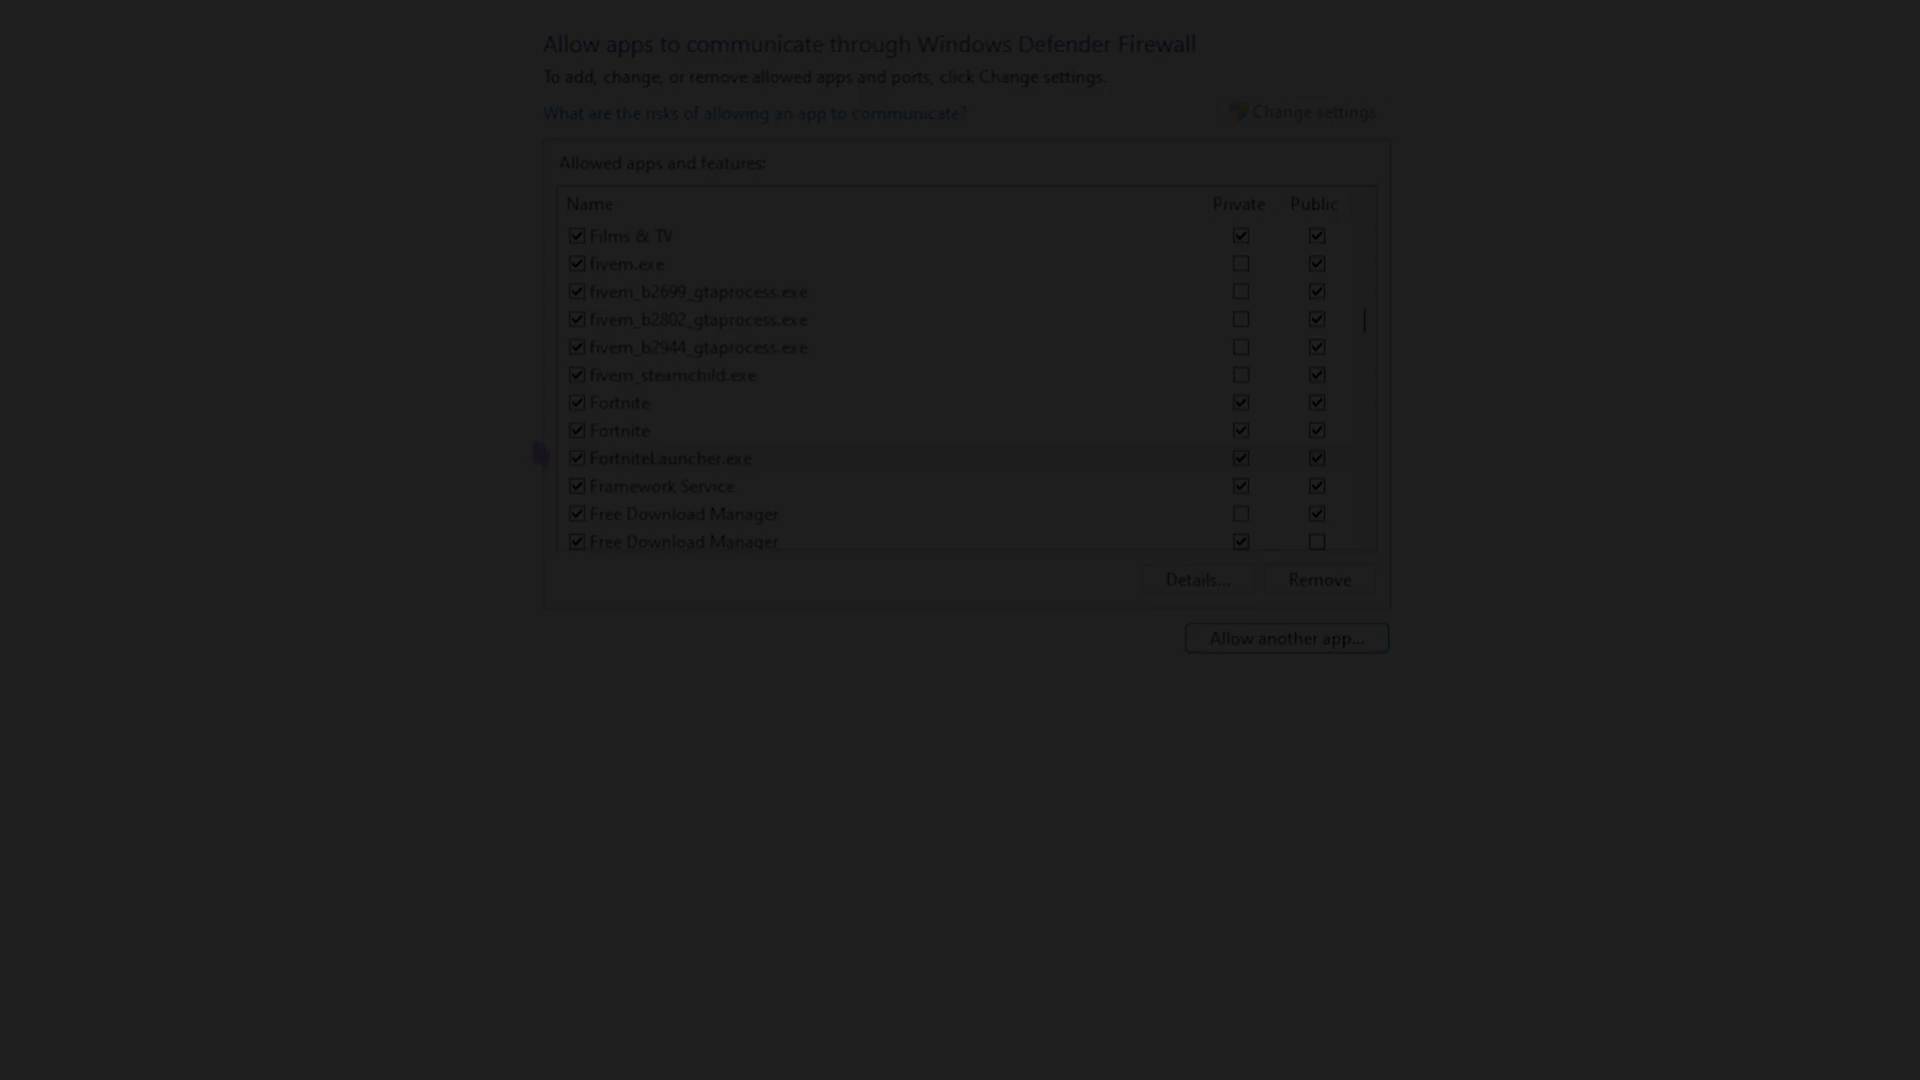 Allow apps to communicate through Windows Defender Firewall
To add, change, or remove allowed apps and ports, click Change settings.
What are the risks of allowing an app to communicate?
Change settings
Allowed apps and features:
Name Private Public
Films & TV
fivem.exe
fivem_b2699_gtaprocess.exe
fivem_b2802_gtaprocess.exe
fivem_b2944_gtaprocess.exe
fivem_steamchild.exe
Fortnite
Fortnite
FortniteLauncher.exe
Framework Service
Free Download Manager
Free Download Manager
Details... Remove
Allow another app...